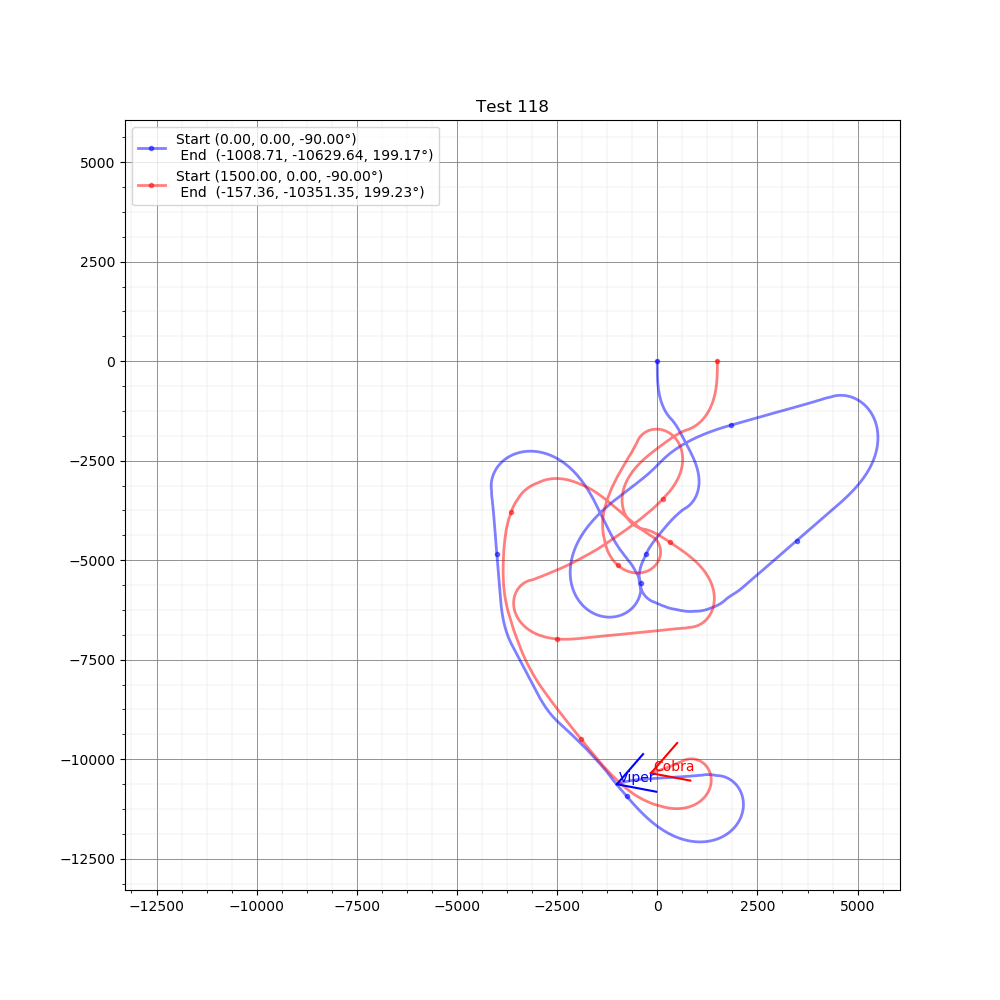 Test 118
Start (0.00, 0.00, -90.00°)
End  (-1008.71, -10629.64, 199.17°)
Start (1500.00, 0.00, -90.00°)
End  (-157.36, -10351.35, 199.23°)
5000
2500
0
−2500
−5000
−7500
−10000
−12500
Cobra
Viper
−12500 −10000 −7500 −5000 −2500 0 2500 5000